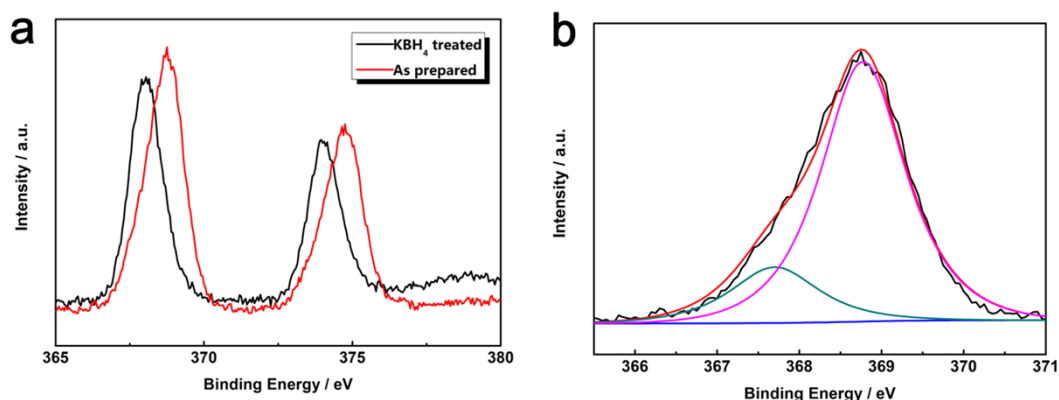 a
KBH₄ treated
As prepared
Intensity / a.u.
365 370 375 380
Binding Energy / eV
b
Intensity / a.u.
366 367 368 369 370 371
Binding Energy / eV